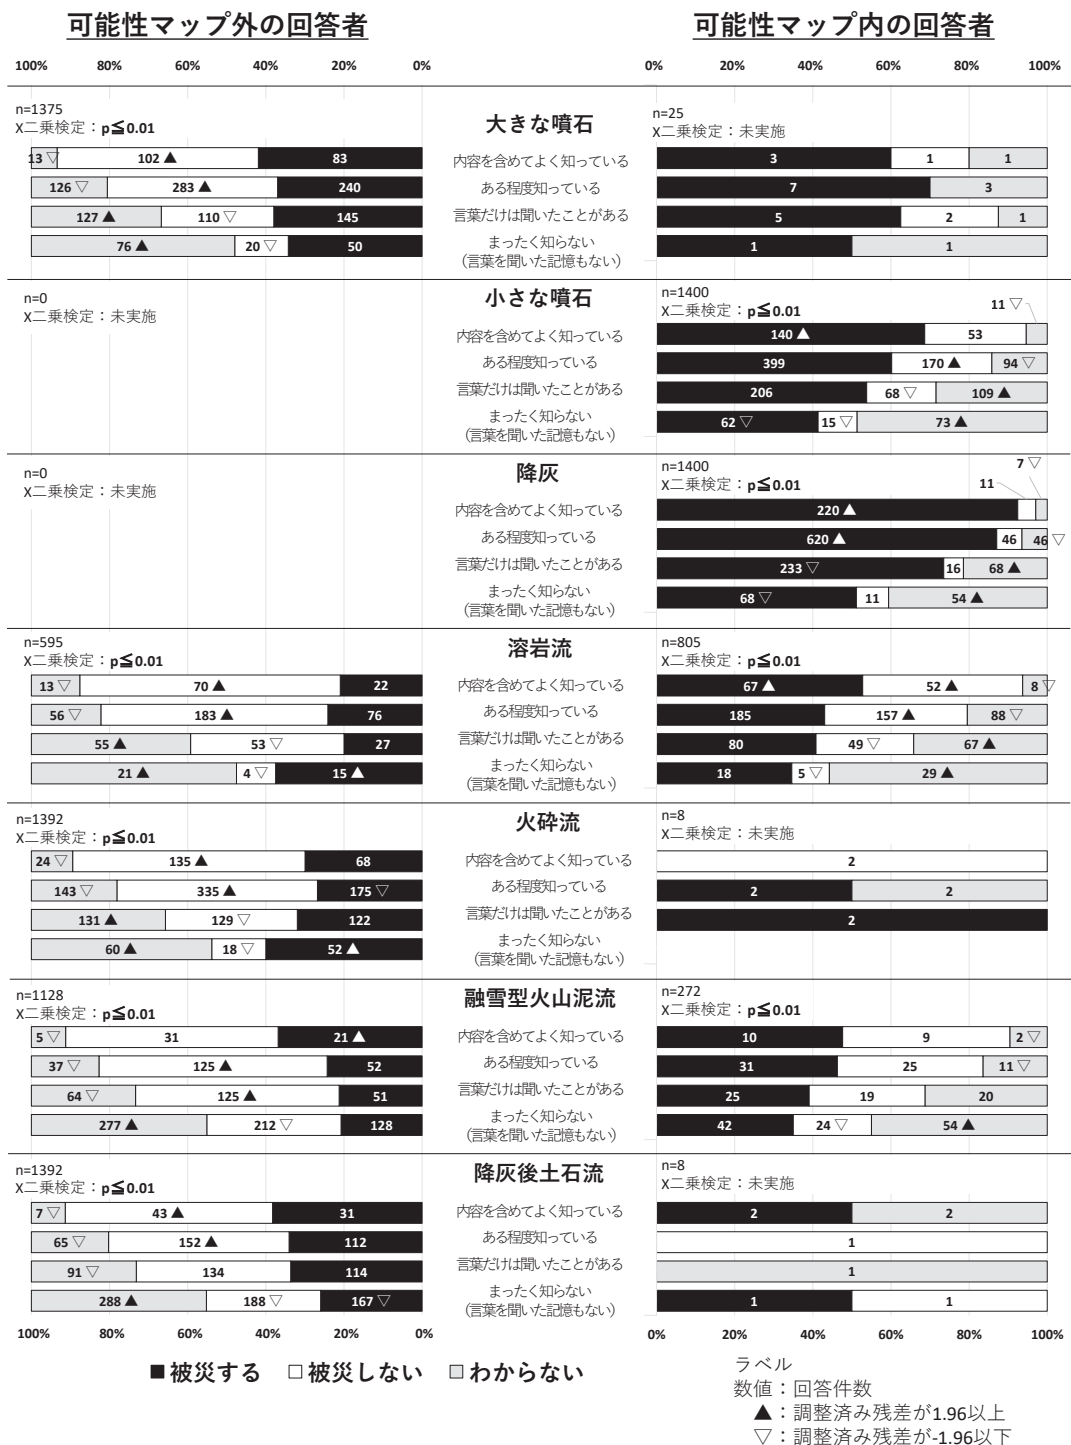 可能性マップ外の回答者
可能性マップ内の回答者
100% 80% 60% 40% 20% 0%
0% 20% 40% 60% 80% 100%
大きな噴石
n=1375
χ二乗検定：p≦0.01
n=25
χ二乗検定：未実施
13▽ 102▲ 83 内容を含めてよく知っている 3 1 1
126▽ 283▲ 240 ある程度知っている 7 3
127▲ 110▽ 145 言葉だけは聞いたことがある 5 2 1
76▲ 20▽ 50 まったく知らない 1 1
(言葉を聞いた記憶もない)
小さな噴石
n=0
χ二乗検定：未実施
n=1400
χ二乗検定：p≦0.01
11▽
内容を含めてよく知っている 140▲ 53
ある程度知っている 399 170▲ 94▽
言葉だけは聞いたことがある 206 68▽ 109▲
まったく知らない 62▽ 15▽ 73▲
(言葉を聞いた記憶もない)
降灰
n=0
χ二乗検定：未実施
n=1400
χ二乗検定：p≦0.01
7▽
11
内容を含めてよく知っている 220▲
ある程度知っている 620▲ 46 46▽
言葉だけは聞いたことがある 233▽ 16 68▲
まったく知らない 68▽ 11 54▲
(言葉を聞いた記憶もない)
溶岩流
n=595
χ二乗検定：p≦0.01
n=805
χ二乗検定：p≦0.01
13▽ 70▲ 22 内容を含めてよく知っている 67▲ 52▲ 8▽
56▽ 183▲ 76 ある程度知っている 185 157▲ 88▽
55▲ 53▽ 27 言葉だけは聞いたことがある 80 49▽ 67▲
21▲ 4▽ 15▲ まったく知らない 18 5▽ 29▲
(言葉を聞いた記憶もない)
火砕流
n=1392
χ二乗検定：p≦0.01
n=8
χ二乗検定：未実施
24▽ 135▲ 68 内容を含めてよく知っている 2
143▽ 335▲ 175▽ ある程度知っている 2 2
131▲ 129▽ 122 言葉だけは聞いたことがある 2
60▲ 18▽ 52▲ まったく知らない
(言葉を聞いた記憶もない)
融雪型火山泥流
n=1128
χ二乗検定：p≦0.01
n=272
χ二乗検定：p≦0.01
5▽ 31 21▲ 内容を含めてよく知っている 10 9 2▽
37▽ 125▲ 52 ある程度知っている 31 25 11▽
64▽ 125▲ 51 言葉だけは聞いたことがある 25 19 20
277▲ 212▽ 128 まったく知らない 42 24▽ 54▲
(言葉を聞いた記憶もない)
降灰後土石流
n=1392
χ二乗検定：p≦0.01
n=8
χ二乗検定：未実施
7▽ 43▲ 31 内容を含めてよく知っている 2 2
65▽ 152▲ 112 ある程度知っている 1
91▽ 134 114 言葉だけは聞いたことがある 1
288▲ 188▽ 167▽ まったく知らない 1 1
(言葉を聞いた記憶もない)
100% 80% 60% 40% 20% 0%
0% 20% 40% 60% 80% 100%
■被災する □被災しない □わからない
ラベル
数値：回答件数
▲：調整済み残差が1.96以上
▽：調整済み残差が-1.96以下